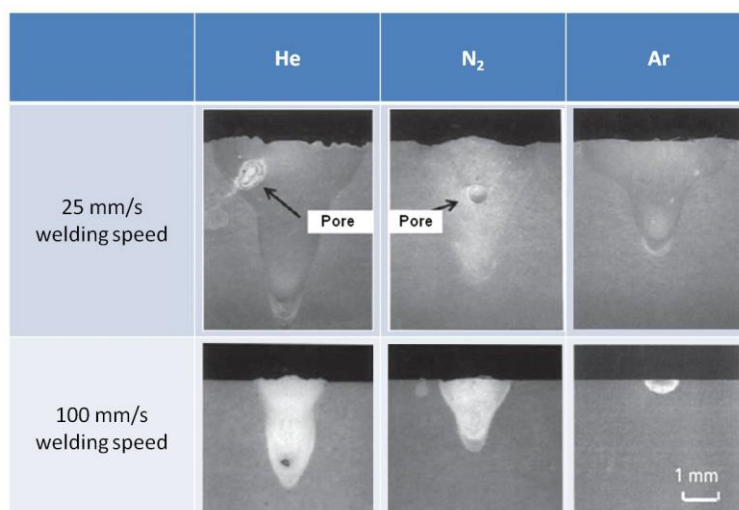 He
N₂
Ar
25 mm/s
welding speed
Pore
Pore
100 mm/s
welding speed
1 mm